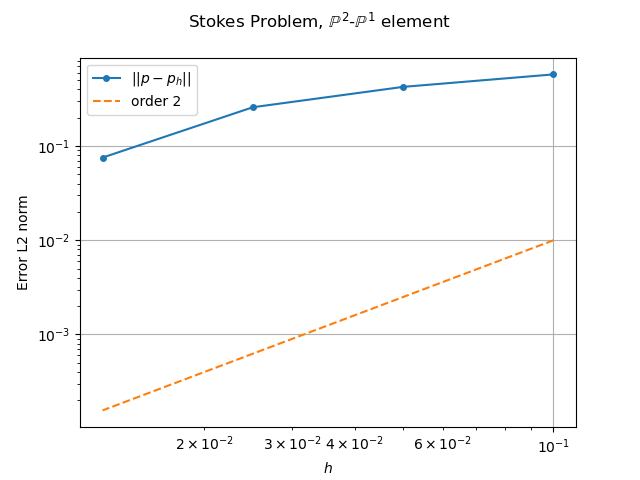 Stokes Problem, ℙ²-ℙ¹ element
||p − pₕ||
order 2
Error L2 norm
10⁻¹
10⁻²
10⁻³
2 × 10⁻² 3 × 10⁻² 4 × 10⁻² 6 × 10⁻² 10⁻¹
h